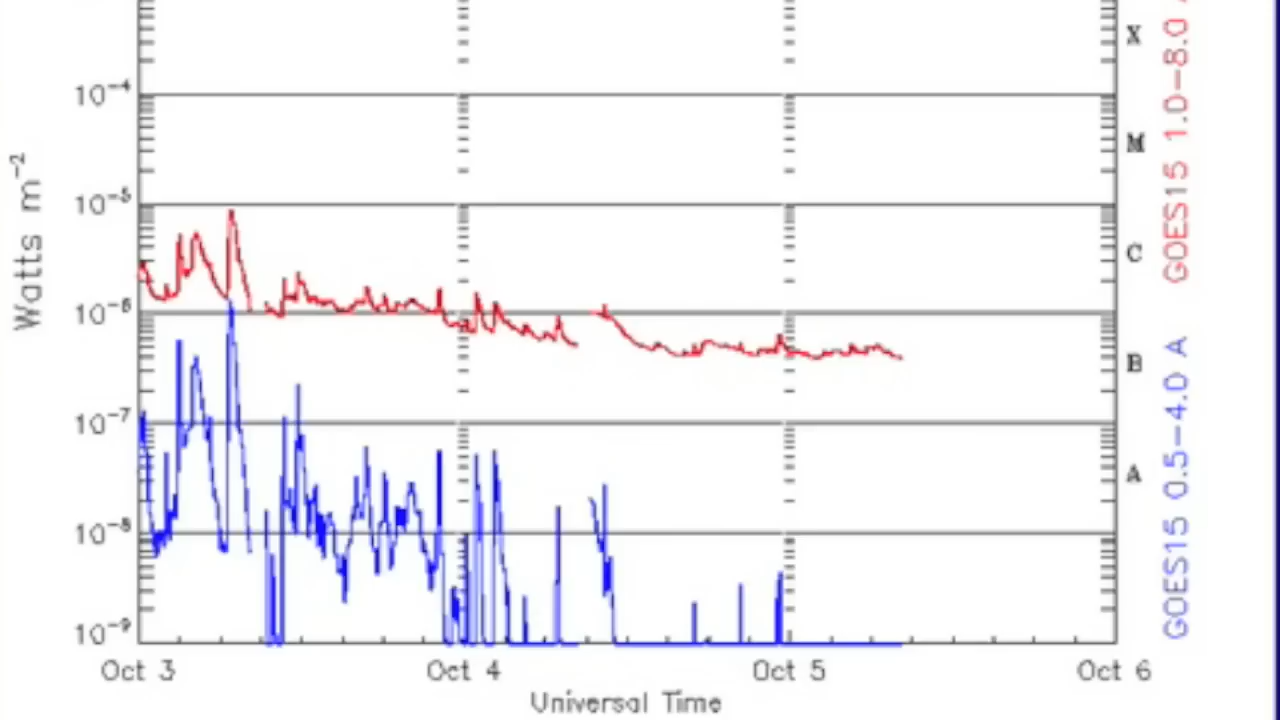 X
10-4
M
10-5
C
10-6
B
10-7
A
10-8
10-9
Oct 3 Oct 4 Oct 5 Oct 6
Universal Time
Watts m-2
GOES15 1.0-8.0
GOES15 0.5-4.0 A